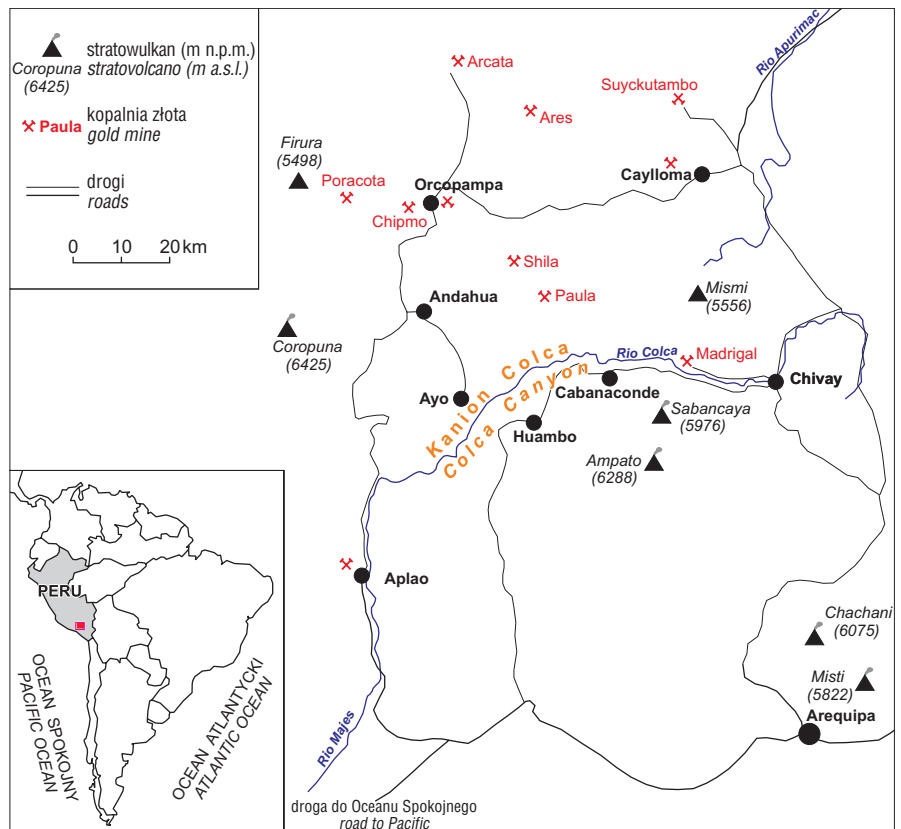 stratowulkan (m n.p.m.)
stratovolcano (m a.s.l.)
Coropuna
(6425)
Paula
kopalnia złota
gold mine
drogi
roads
0 10 20 km
Arcata
Suyckutambo
Rio Apurimac
Ares
Firura
(5498)
Poracota
Orcopampa
Caylloma
Chipmo
Shila
Paula
Mismi
(5556)
Andahua
Coropuna
(6425)
Rio Colca
Madrigal
Kanion Colca
Colca Canyon
Chivay
Cabanaconde
Ayo
Sabancaya
(5976)
Huambo
Ampato
(6288)
Aplao
Chachani
(6075)
Misti
(5822)
Arequipa
Rio Majes
droga do Oceanu Spokojnego
road to Pacific
PERU
OCEAN SPOKOJNY
PACIFIC OCEAN
OCEAN ATLANTYCKI
ATLANTIC OCEAN